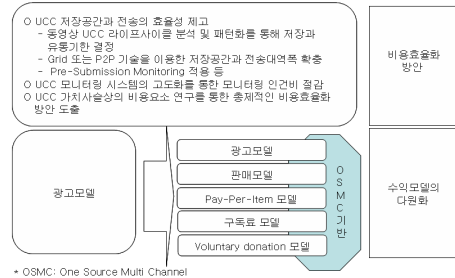 O UCC 저장공간과 전송의 효율성 제고
- 동영상 UCC 라이프사이클 분석 및 패턴화를 통해 저장과
유통기한 결정
- Grid 또는 P2P 기술을 이용한 저장공간과 전송대역폭 확충
- Pre-Submission Monitoring 적용 등
O UCC 모니터링 시스템의 고도화를 통한 모니터링 인건비 절감
O UCC 가치사슬상의 비용요소 연구를 통한 총체적인 비용효율화
방안 도출
비용효율화
방안
광고모델
광고모델
판매모델
Pay-Per-Item 모델
구독료 모델
Voluntary donation 모델
O
S
M
C
기
반
수익모델의
다원화
* OSMC: One Source Multi Channel